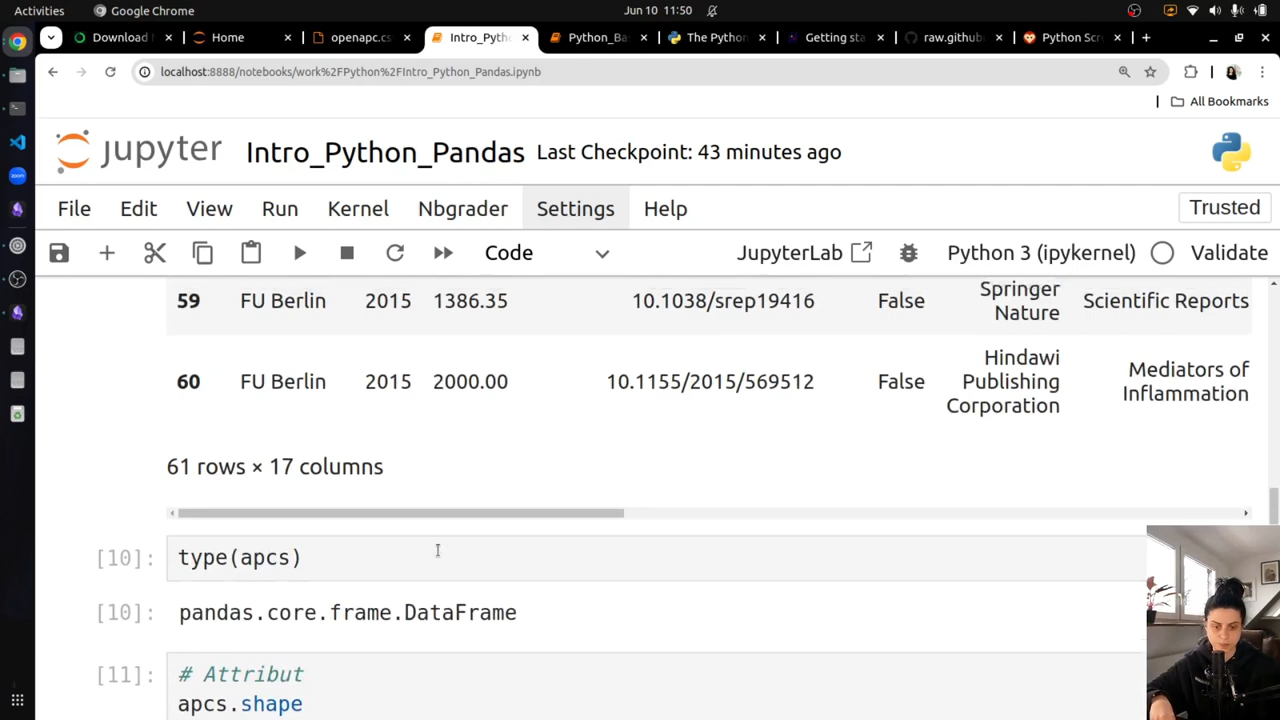 Activities
Google Chrome
Jun 10 11:50
Download
Home
openapc.cs
Intro_Pyth
Python_Ba
The Python
Getting sta
raw.github
Python Scr
localhost:8888/notebooks/work%2FPython%2FIntro_Python_Pandas.ipynb
All Bookmarks
jupyter
Intro_Python_Pandas
Last Checkpoint: 43 minutes ago
File Edit View Run Kernel Nbgrader Settings Help
Trusted
Code
JupyterLab
Python 3 (ipykernel)
Validate
59 FU Berlin 2015 1386.35 10.1038/srep19416 False Springer Nature Scientific Reports
60 FU Berlin 2015 2000.00 10.1155/2015/569512 False Hindawi Publishing Corporation Mediators of Inflammation
61 rows × 17 columns
[10]: type(apcs)
[10]: pandas.core.frame.DataFrame
[11]: # Attribut
apcs.shape
zoom